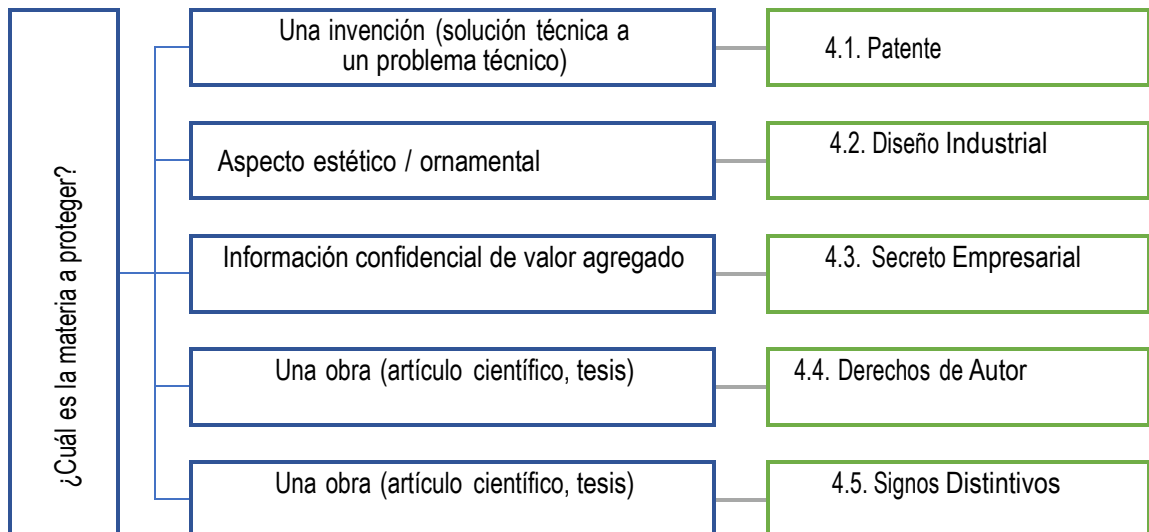 ¿Cuál es la materia a proteger?
Una invención (solución técnica a
un problema técnico)
4.1. Patente
Aspecto estético / ornamental
4.2. Diseño Industrial
Información confidencial de valor agregado
4.3. Secreto Empresarial
Una obra (artículo científico, tesis)
4.4. Derechos de Autor
Una obra (artículo científico, tesis)
4.5. Signos Distintivos